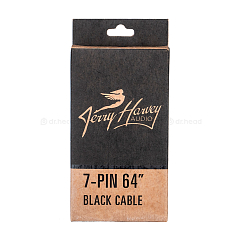 Jerry Harvey
AUDIO
7-PIN 64”
BLACK CABLE